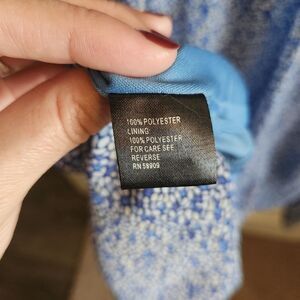 100% POLYESTER
LINING:
100% POLYESTER
FOR CARE SEE
REVERSE
RN 58909